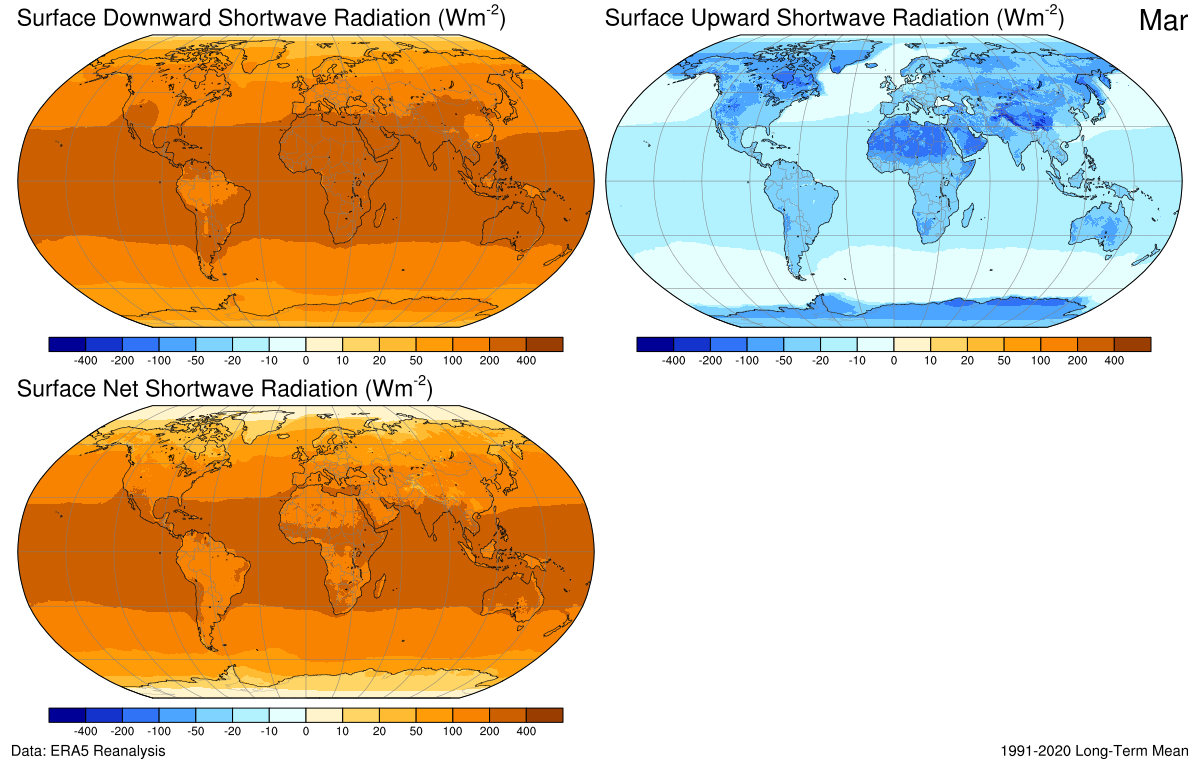 Surface Downward Shortwave Radiation (Wm-2)
Surface Upward Shortwave Radiation (Wm-2)
Mar
-400 -200 -100 -50 -20 -10 0 10 20 50 100 200 400
-400 -200 -100 -50 -20 -10 0 10 20 50 100 200 400
Surface Net Shortwave Radiation (Wm-2)
-400 -200 -100 -50 -20 -10 0 10 20 50 100 200 400
Data: ERA5 Reanalysis
1991-2020 Long-Term Mean